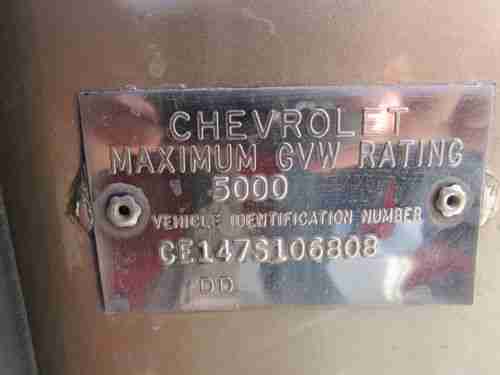 CHEVROLET
MAXIMUM GVW RATING
5000
VEHICLE IDENTIFICATION NUMBER
CE147S106808
DD